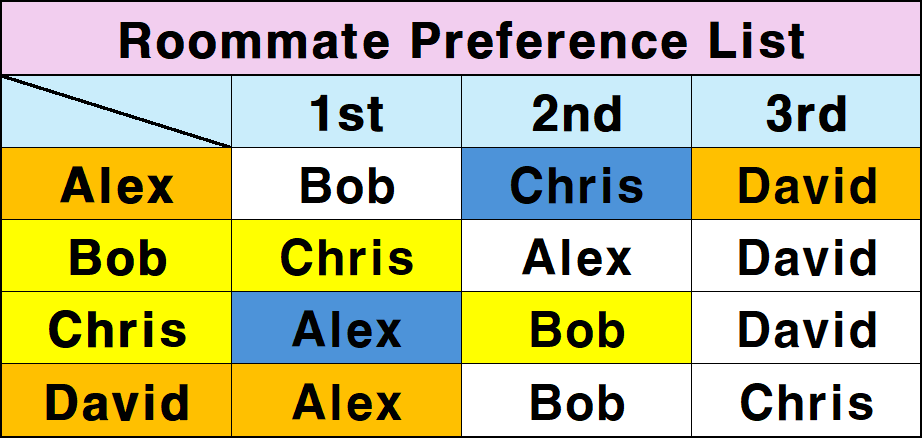 Roommate Preference List
1st 2nd 3rd
Alex Bob Chris David
Bob Chris Alex David
Chris Alex Bob David
David Alex Bob Chris